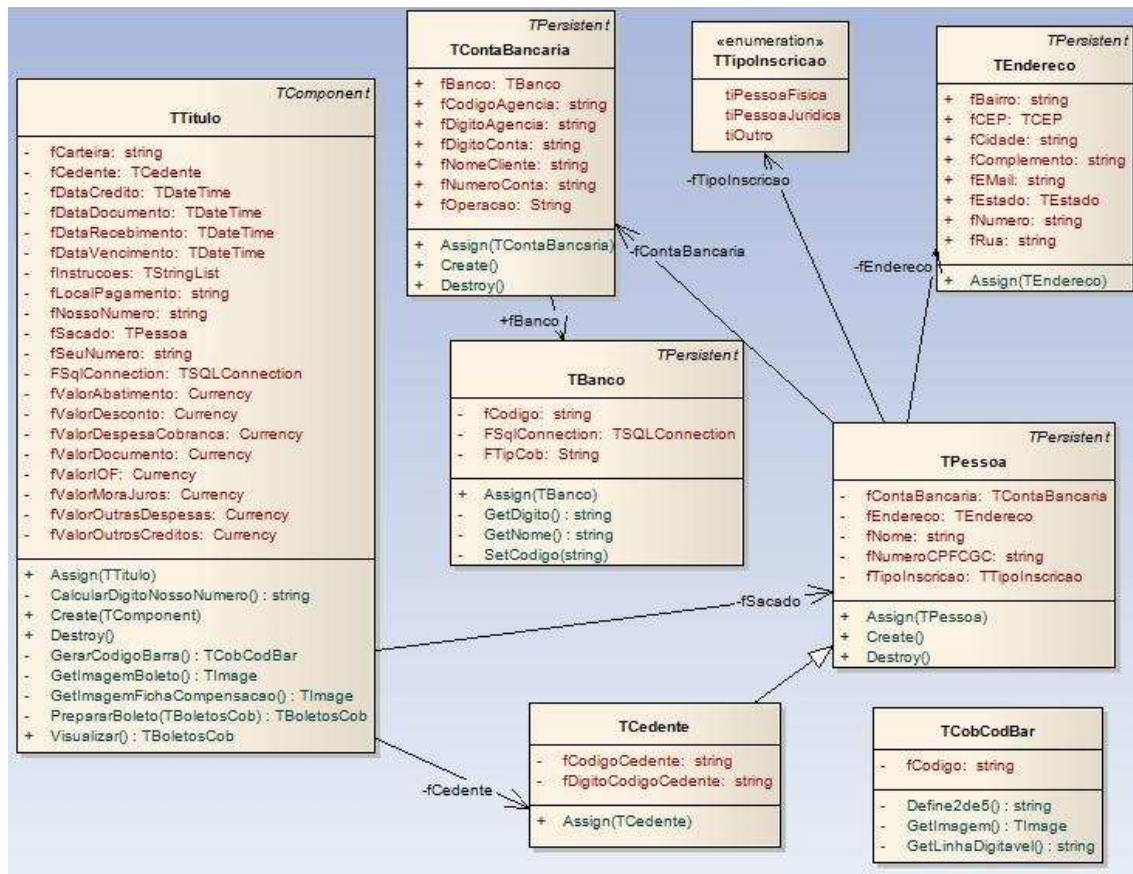 TComponent
TTitulo
- fCarteira: string
- fCedente: TCedente
- fDataCredito: TDateTime
- fDataDocumento: TDateTime
- fDataRecebimento: TDateTime
- fDataVencimento: TDateTime
- fInstrucoes: TStringList
- fLocalPagamento: string
- fNossoNumero: string
- fSacado: TPessoa
- fSeuNumero: string
- FSqlConnection: TSQLConnection
- fValorAbatimento: Currency
- fValorDesconto: Currency
- fValorDespesaCobranca: Currency
- fValorDocumento: Currency
- fValorIOF: Currency
- fValorMoraJuros: Currency
- fValorOutrasDespesas: Currency
- fValorOutrosCreditos: Currency
+ Assign(TTitulo)
- CalcularDigitoNossoNumero() : string
+ Create(TComponent)
+ Destroy()
- GerarCodigoBarra() : TCobCodBar
- GetImagemBoleto() : TImage
- GetImagemFichaCompensacao() : TImage
- PrepararBoleto(TBoletosCob) : TBoletosCob
+ Visualizar() : TBoletosCob
TPersistent
TContaBancaria
+ fBanco: TBanco
+ fCodigoAgencia: string
+ fDigitoAgencia: string
+ fDigitoConta: string
+ fNomeCliente: string
+ fNumeroConta: string
+ fOperacao: String
+ Assign(TContaBancaria)
+ Create()
+ Destroy()
«enumeration»
TTipoInscricao
tiPessoaFisica
tiPessoaJuridica
tiOutro
TPersistent
TEndereco
+ fBairro: string
+ fCEP: TCEP
+ fCidade: string
+ fComplemento: string
+ fEMail: string
+ fEstado: TEstado
+ fNumero: string
+ fRua: string
+ Assign(TEndereco)
-fTipoInscricao
-fContaBancaria
-fEndereco
+fBanco
TPersistent
TBanco
- fCodigo: string
- FSqlConnection: TSQLConnection
- FTipCob: String
+ Assign(TBanco)
- GetDigito() : string
- GetNome() : string
- SetCodigo(string)
TPersistent
TPessoa
- fContaBancaria: TContaBancaria
- fEndereco: TEndereco
- fNome: string
- fNumeroCPFCGC: string
- fTipoInscricao: TTipoInscricao
+ Assign(TPessoa)
+ Create()
+ Destroy()
-fSacado
-fCedente
TCedente
- fCodigoCedente: string
- fDigitoCodigoCedente: string
+ Assign(TCedente)
TCobCodBar
- fCodigo: string
- Define2de5() : string
- GetImagem() : TImage
- GetLinhaDigitavel() : string